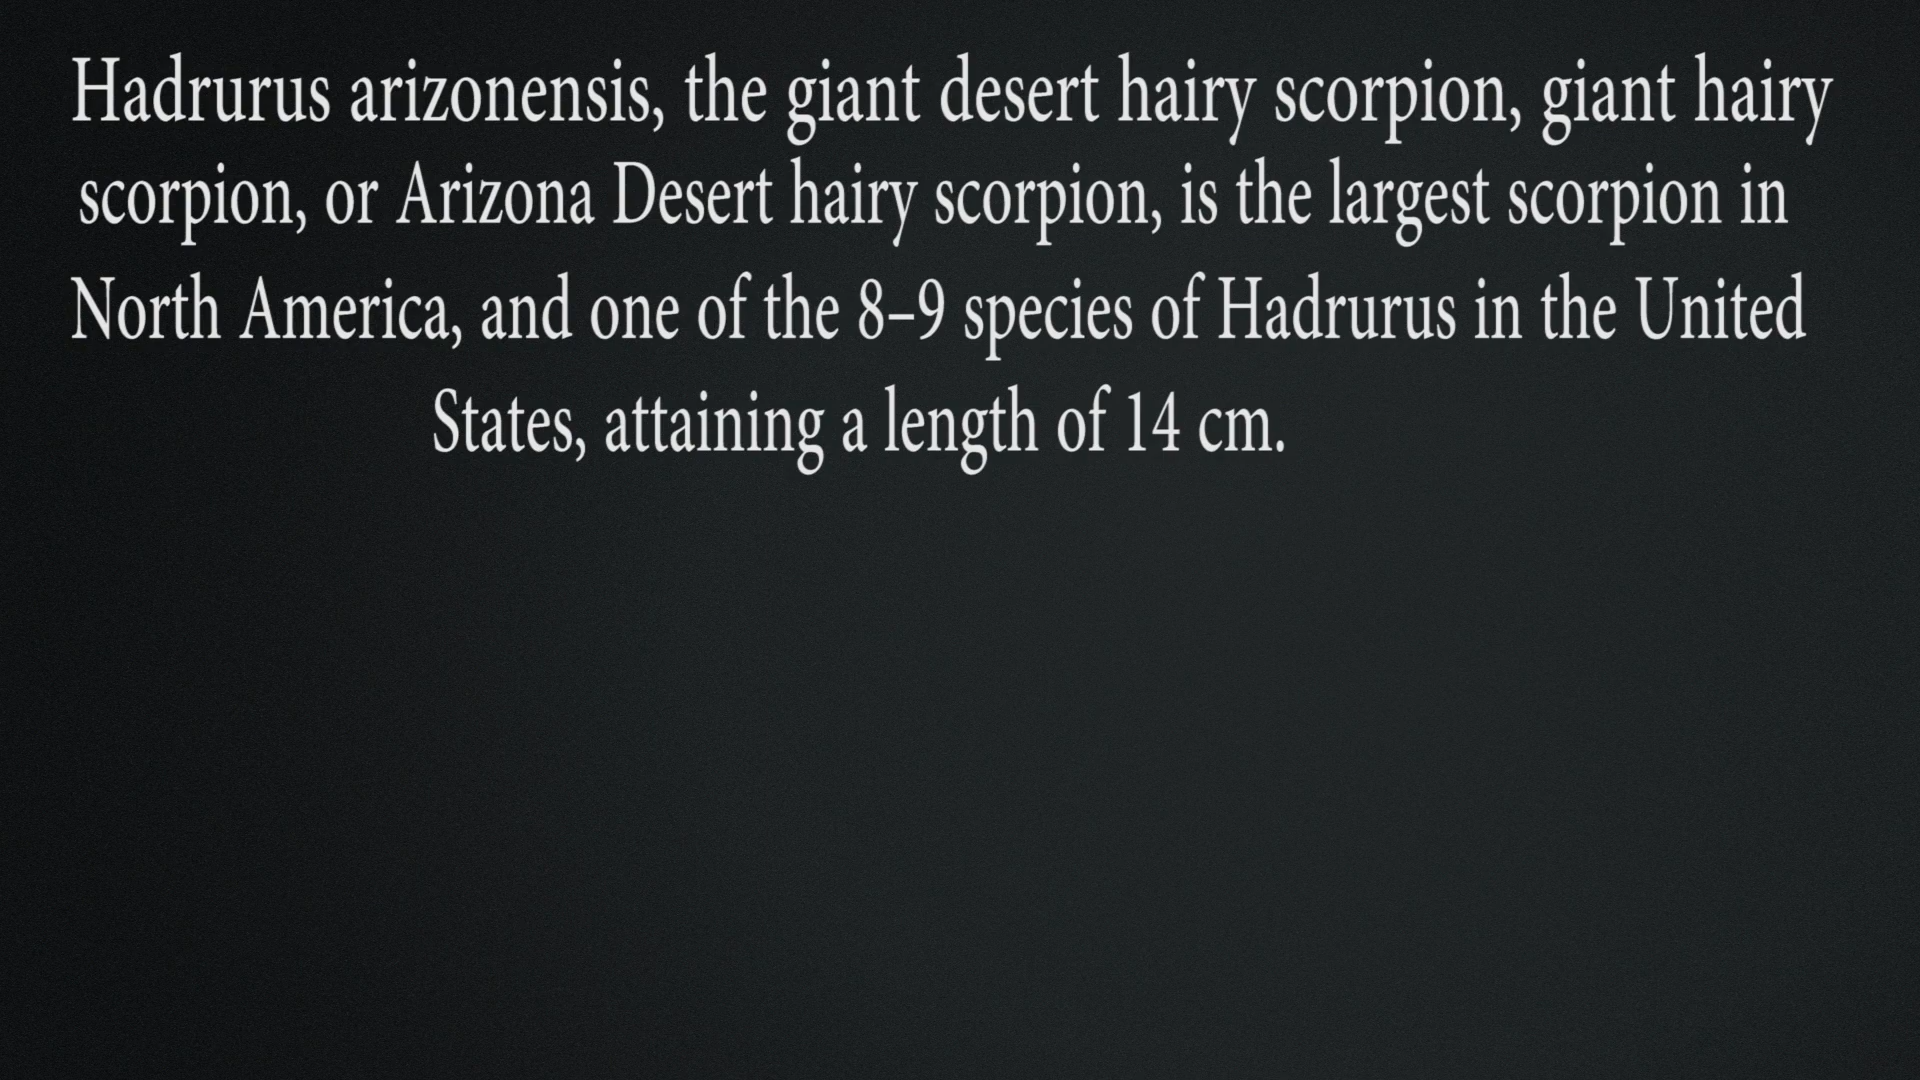 Hadrurus arizonensis, the giant desert hairy scorpion, giant hairy
scorpion, or Arizona Desert hairy scorpion, is the largest scorpion in
North America, and one of the 8–9 species of Hadrurus in the United
States, attaining a length of 14 cm.